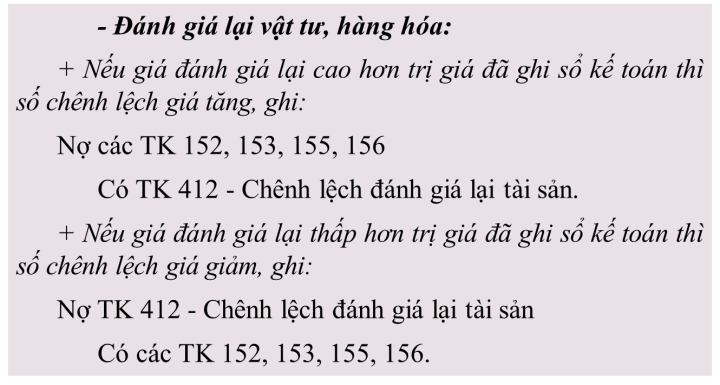 - Đánh giá lại vật tư, hàng hóa:
+ Nếu giá đánh giá lại cao hơn trị giá đã ghi sổ kế toán thì
số chênh lệch giá tăng, ghi:
Nợ các TK 152, 153, 155, 156
Có TK 412 - Chênh lệch đánh giá lại tài sản.
+ Nếu giá đánh giá lại thấp hơn trị giá đã ghi sổ kế toán thì
số chênh lệch giá giảm, ghi:
Nợ TK 412 - Chênh lệch đánh giá lại tài sản
Có các TK 152, 153, 155, 156.